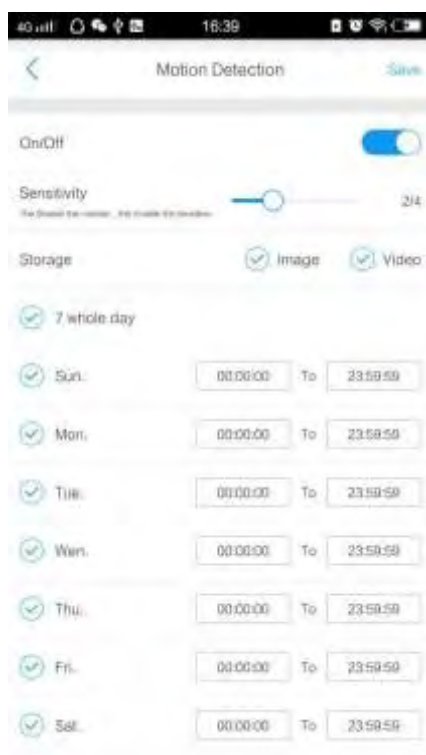 4G 16:39
Motion Detection Save
On/Off
Sensitivity 2/4
Storage Image Video
7 whole day
Sun. 00:00:00 To 23:59:59
Mon. 00:00:00 To 23:59:59
Tue. 00:00:00 To 23:59:59
Wen. 00:00:00 To 23:59:59
Thu. 00:00:00 To 23:59:59
Fri. 00:00:00 To 23:59:59
Sat. 00:00:00 To 23:59:59